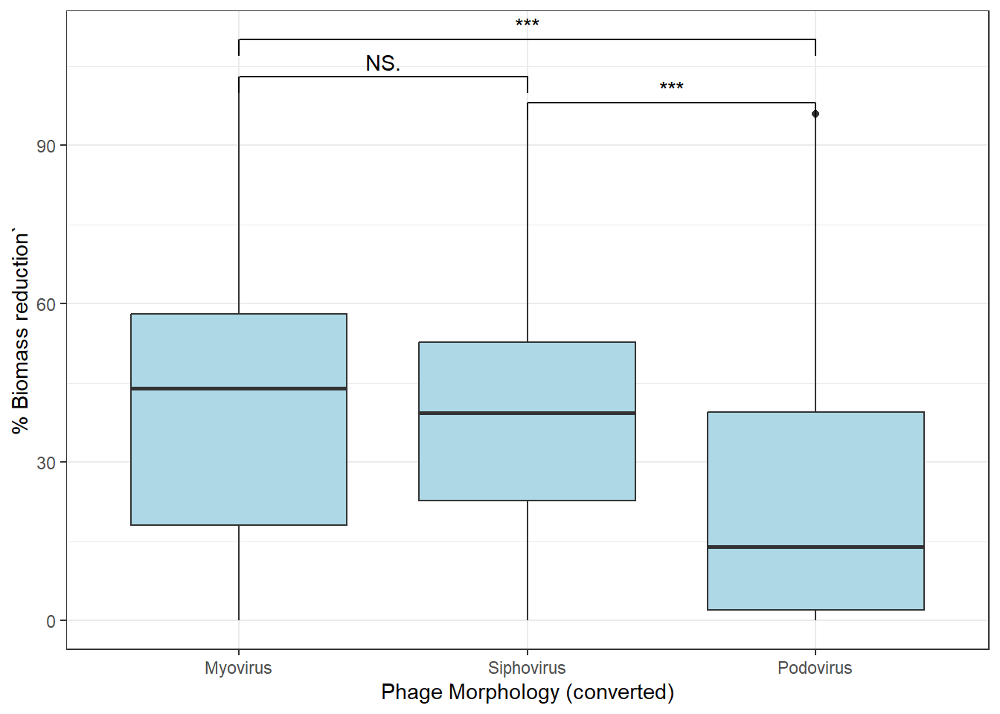 ***
NS.
***
90
60
30
0
% Biomass reduction`
Myovirus
Siphovirus
Podovirus
Phage Morphology (converted)